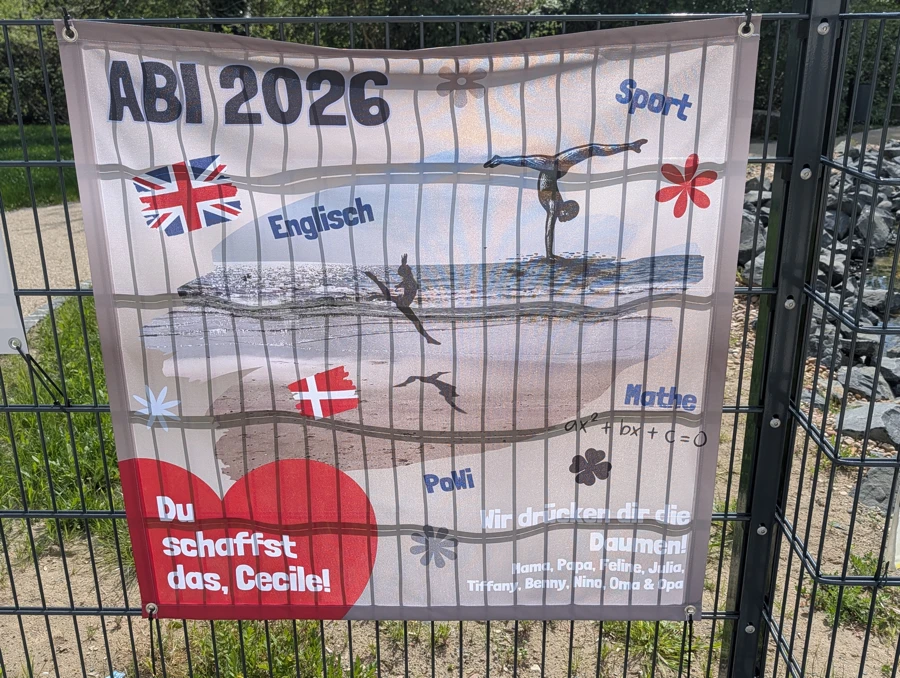 ABI 2026
Sport
Englisch
Mathe
ax² + bx + c = 0
PoWi
Du
schaffst
das, Cecile!
Wir drücken dir die
Daumen!
Mama, Papa, Feline, Julia,
Tiffany, Benny, Nina, Oma & Opa